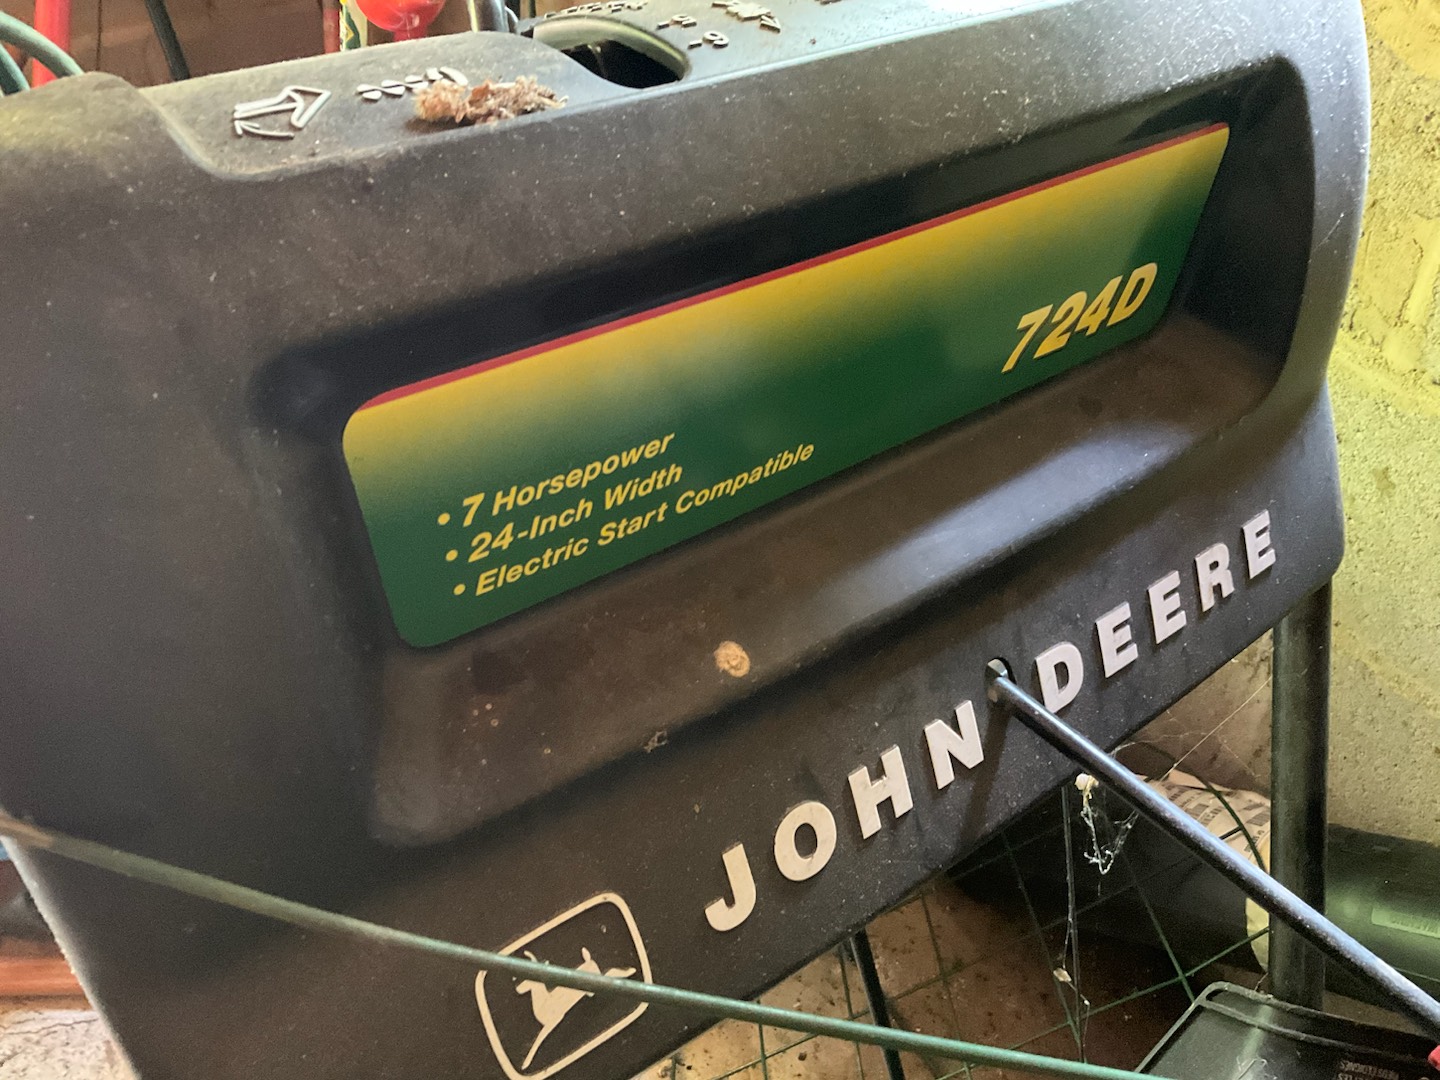 724D
• 7 Horsepower
• 24-Inch Width
• Electric Start Compatible
JOHN DEERE